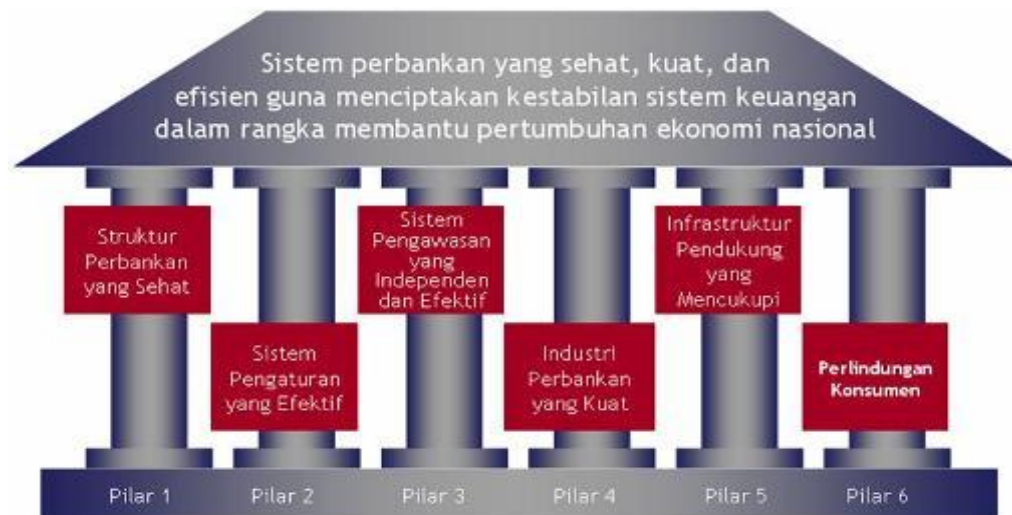 Sistem perbankan yang sehat, kuat, dan
efisien guna menciptakan kestabilan sistem keuangan
dalam rangka membantu pertumbuhan ekonomi nasional
Struktur
Perbankan
yang Sehat
Sistem
Pengaturan
yang Efektif
Sistem
Pengawasan
yang
Independen
dan Efektif
Industri
Perbankan
yang Kuat
Infrastruktur
Pendukung
yang
Mencukupi
Perlindungan
Konsumen
Pilar 1
Pilar 2
Pilar 3
Pilar 4
Pilar 5
Pilar 6